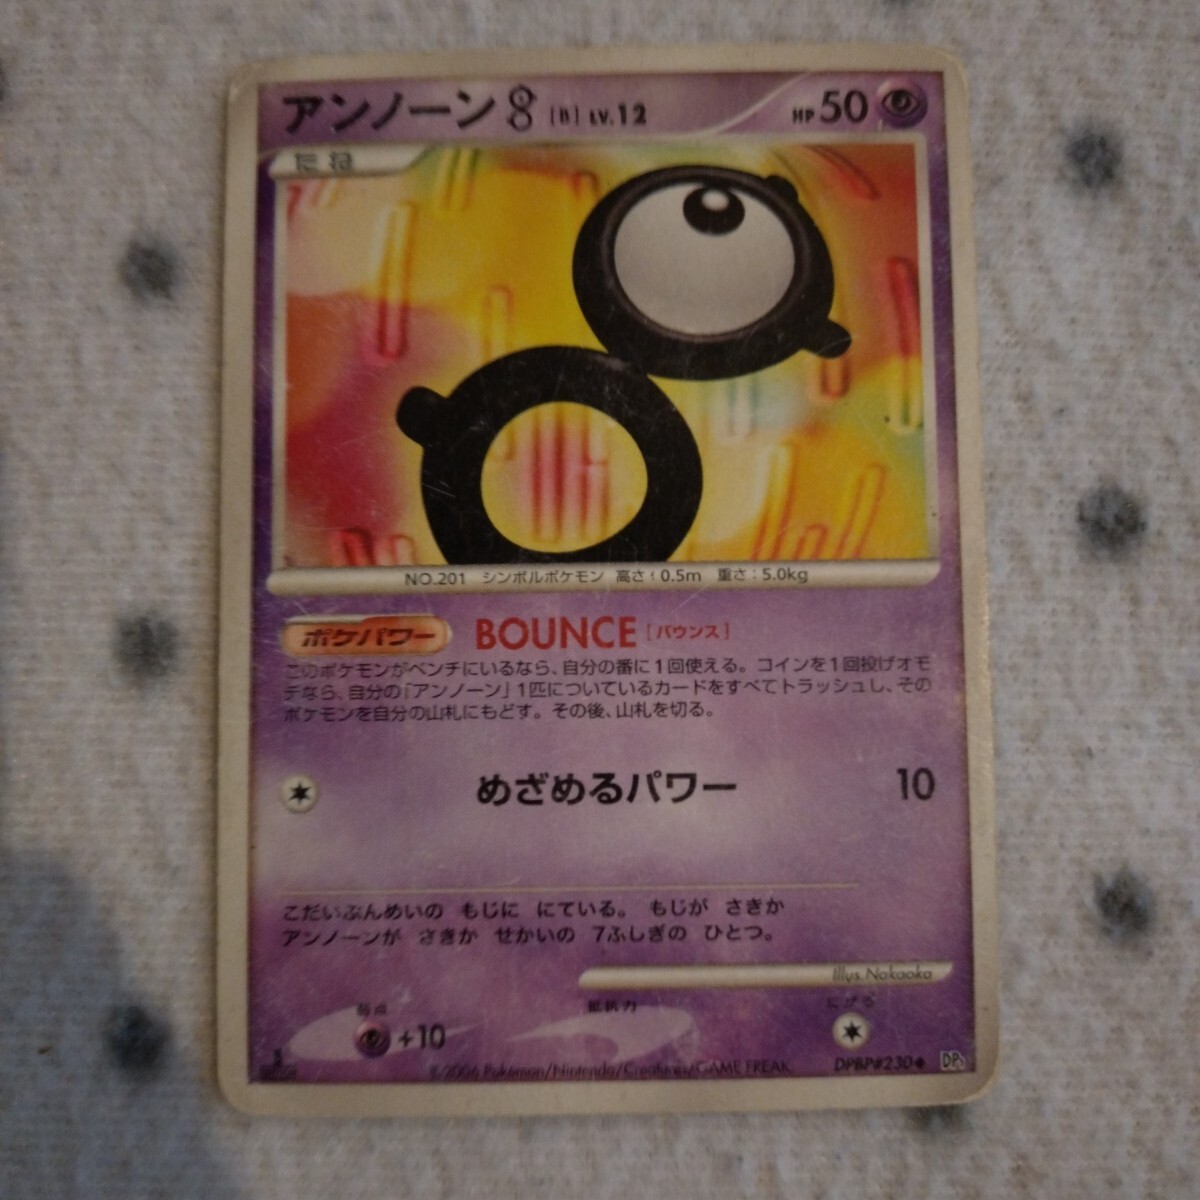 アンノーン [B] LV.12 HP 50
たね
NO.201 シンボルポケモン 高さ:0.5m 重さ:5.0kg
ポケパワー BOUNCE [バウンス]
このポケモンがベンチにいるなら、自分の番に1回使える。コインを1回投げオモ
テなら、自分の「アンノーン」1匹についているカードをすべてトラッシュし、その
ポケモンを自分の山札にもどす。その後、山札を切る。
めざめるパワー 10
こだいぶんめいの もじに にている。 もじが さきか
アンノーンが さきか せかいの 7ふしぎの ひとつ。
Illus. Nakaoka
弱点 抵抗力 にげる
+10
©2006 Pokémon/Nintendo/Creatures/GAME FREAK.
DPBP#230◆ DP1